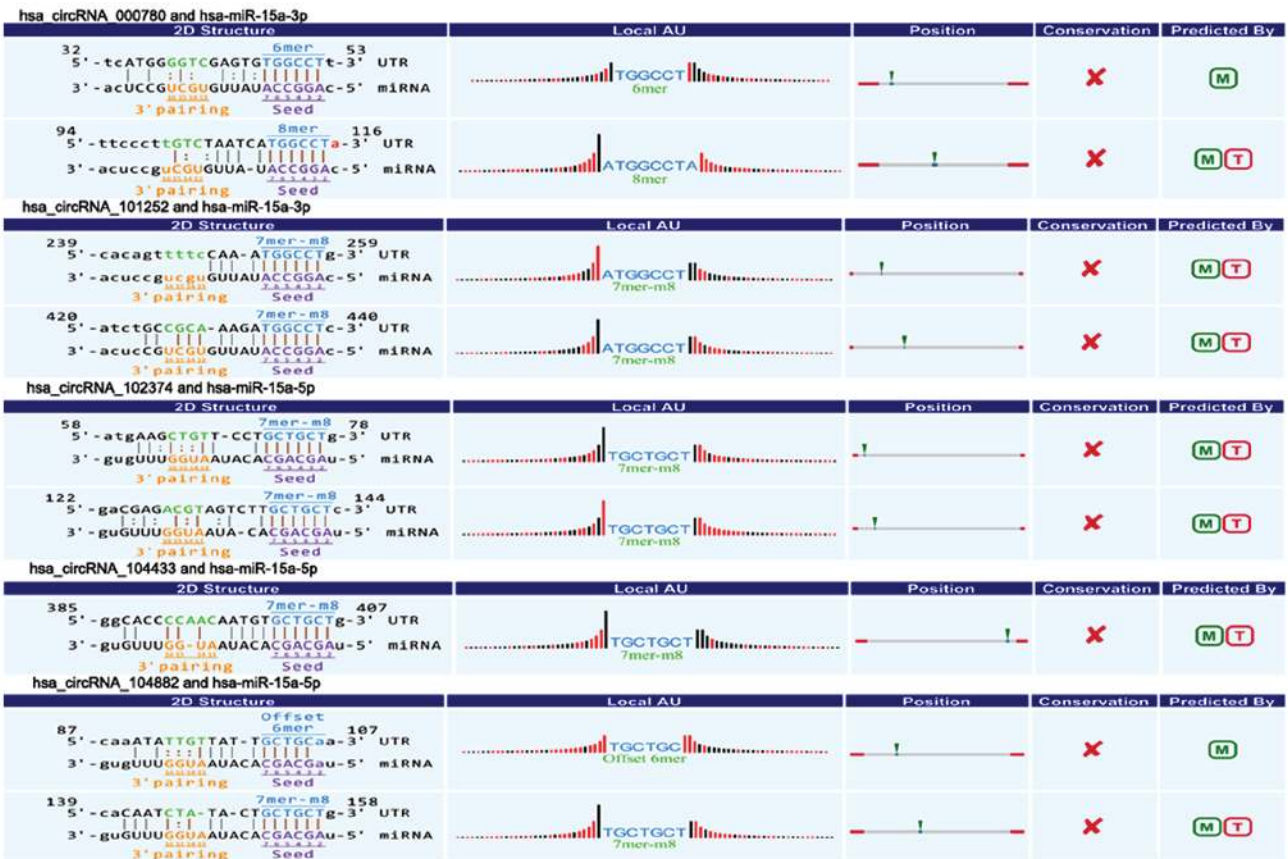 hsa_circRNA_000780 and hsa-miR-15a-3p
2D Structure Local AU Position Conservation Predicted By
32 6mer 53
5'-tcATGGGGTCGAGTGTGGCCTt-3' UTR
3'-acUCCGUCGUGUUAUACCGGAc-5' miRNA
3'pairing Seed
TGGCCT
6mer
M
94 8mer 116
5'-ttcccttGTCTAATCATGGCCTa-3' UTR
3'-acuccguCGUGUUA-UACCGGAc-5' miRNA
3'pairing Seed
ATGGCCTA
8mer
M T
hsa_circRNA_101252 and hsa-miR-15a-3p
2D Structure Local AU Position Conservation Predicted By
239 7mer-m8 259
5'-cacagtttttcCAA-ATGGCCTg-3' UTR
3'-acuccgucguGUUAUACCGGAc-5' miRNA
3'pairing Seed
ATGGCCT
7mer-m8
M T
420 7mer-m8 440
5'-atctGCCGCA-AAGATGGCCTc-3' UTR
3'-acucCGUCGUGUUAUACCGGAc-5' miRNA
3'pairing Seed
ATGGCCT
7mer-m8
M T
hsa_circRNA_102374 and hsa-miR-15a-5p
2D Structure Local AU Position Conservation Predicted By
58 7mer-m8 78
5'-atgAAGCTGTT-CCTGCTGCTg-3' UTR
3'-gugUUUGGUAAUACACGACGAu-5' miRNA
3'pairing Seed
TGCTGCT
7mer-m8
M T
122 7mer-m8 144
5'-gaCGAGACGTAGTCTTGCTGCTc-3' UTR
3'-guGUUUGGUAAUA-CACGACGAu-5' miRNA
3'pairing Seed
TGCTGCT
7mer-m8
M T
hsa_circRNA_104433 and hsa-miR-15a-5p
2D Structure Local AU Position Conservation Predicted By
385 7mer-m8 407
5'-ggCACCCCAACAATGTGCTGCTg-3' UTR
3'-guGUUUGG-UAAUACACGACGAu-5' miRNA
3'pairing Seed
TGCTGCT
7mer-m8
M T
hsa_circRNA_104882 and hsa-miR-15a-5p
2D Structure Local AU Position Conservation Predicted By
Offset
87 6mer 107
5'-caaATATTGTTAT-TGCTGCaa-3' UTR
3'-gugUUUGGUAAUACACGACGau-5' miRNA
3'pairing Seed
TGCTGC
Offset 6mer
M
139 7mer-m8 158
5'-caCAATCTA-TA-CTGCTGCTg-3' UTR
3'-guGUUUGGUAAUACACGACGAu-5' miRNA
3'pairing Seed
TGCTGCT
7mer-m8
M T